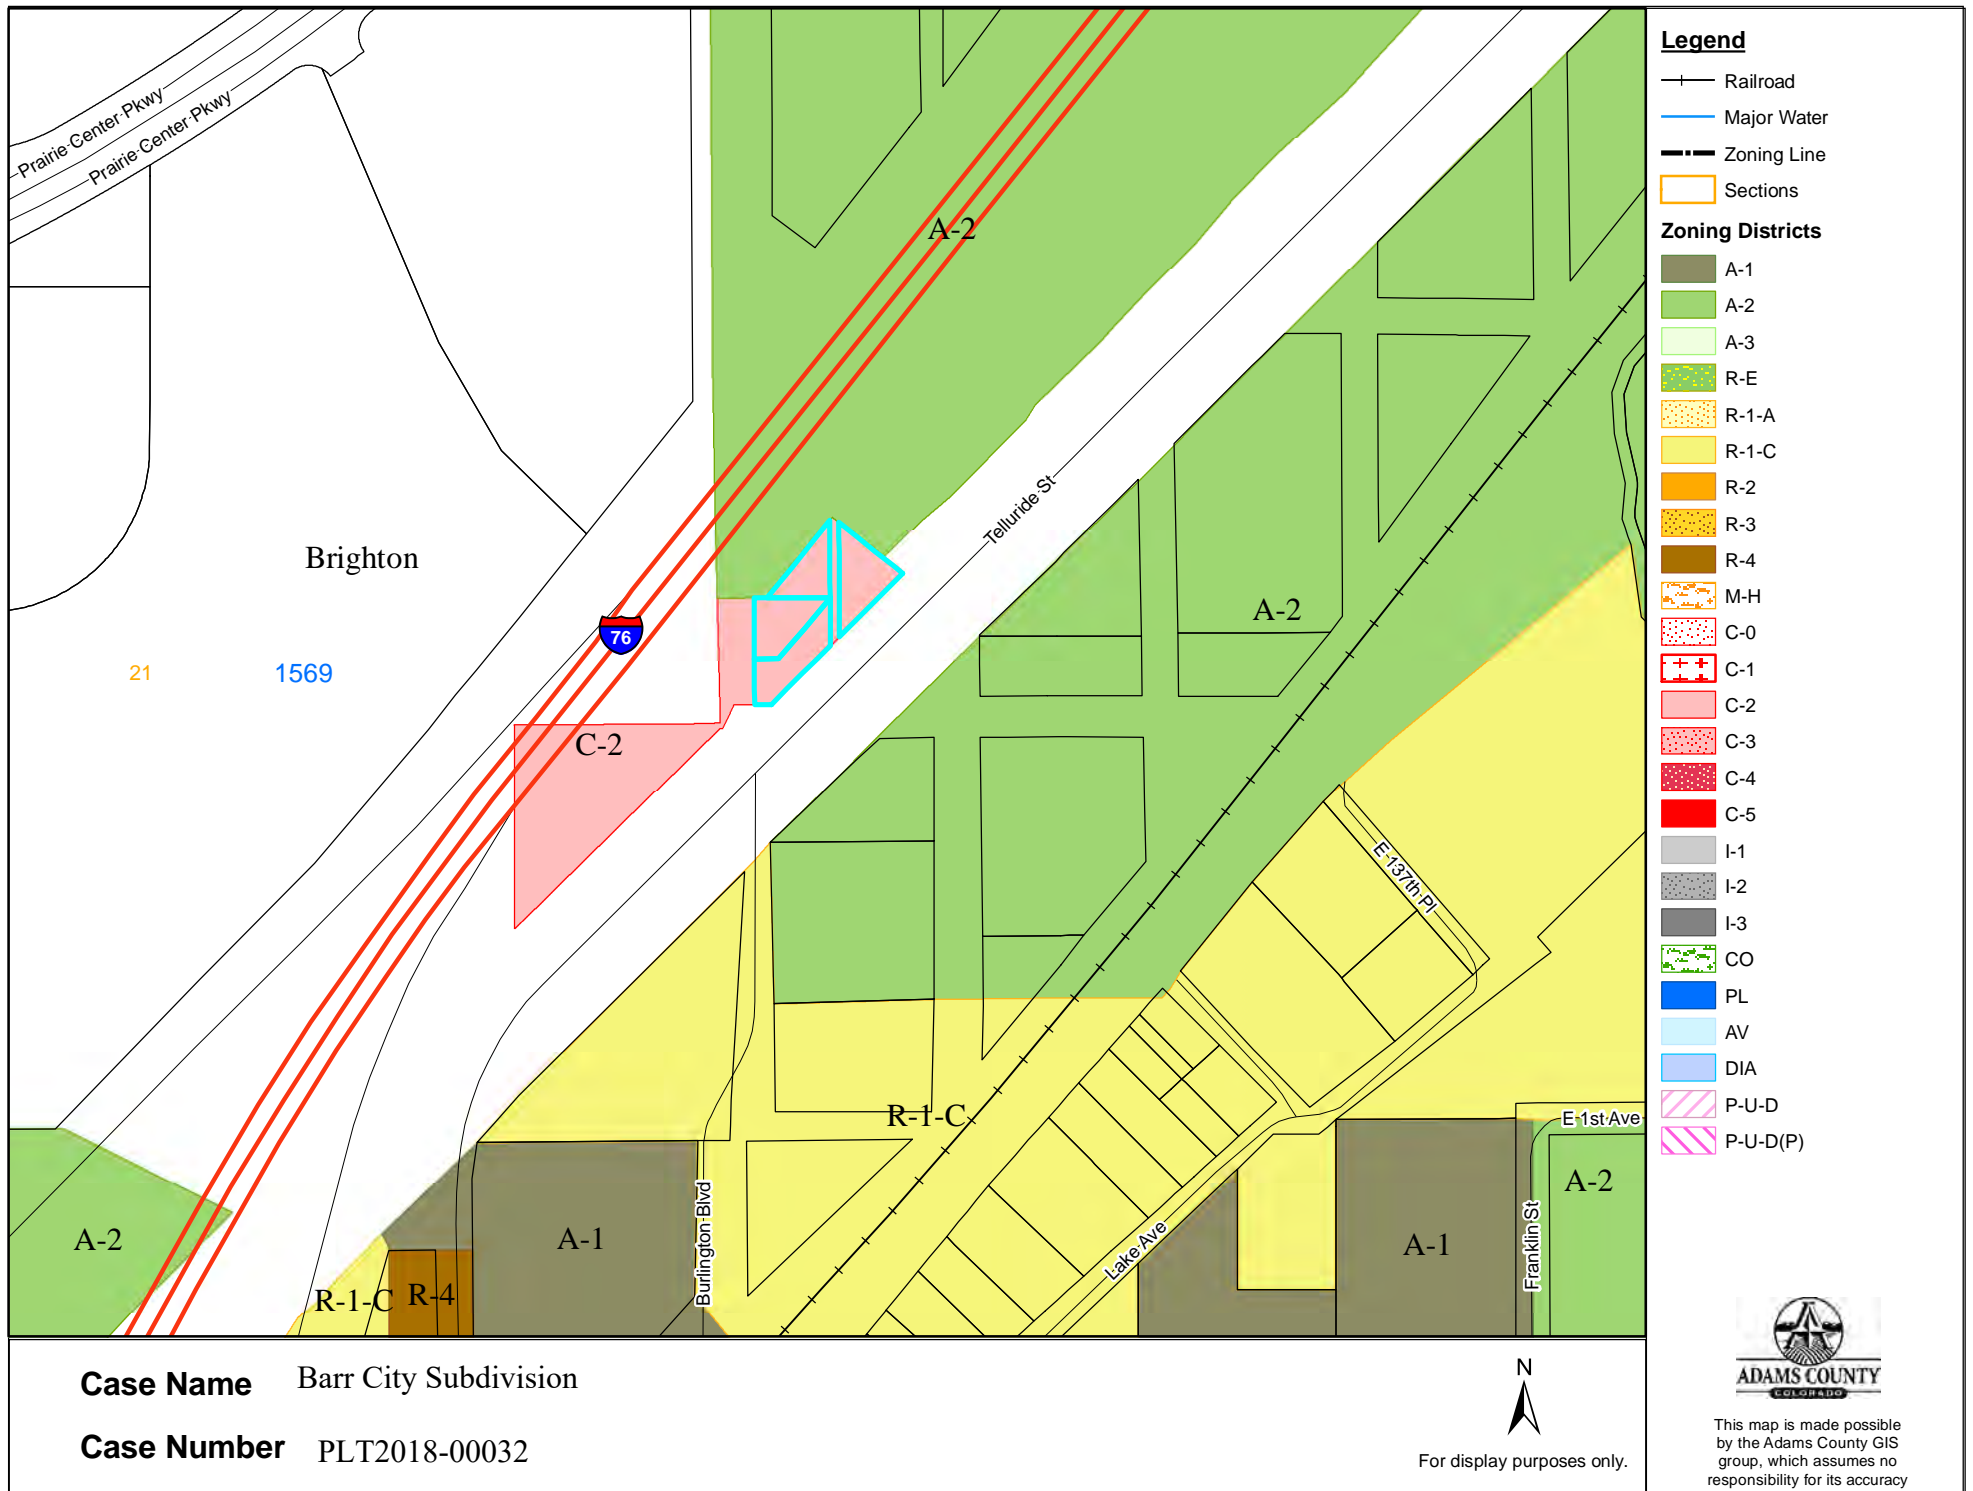 Prairie Center Pkwy
Prairie Center Pkwy
A-2
Telluride St
Brighton
76
A-2
21
1569
C-2
E 137th Pl
R-1-C
E 1st Ave
A-2
A-2
A-1
Burlington Blvd
Lake Ave
A-1
Franklin St
R-1-C
R-4
Legend
Railroad
Major Water
Zoning Line
Sections
Zoning Districts
A-1
A-2
A-3
R-E
R-1-A
R-1-C
R-2
R-3
R-4
M-H
C-0
C-1
C-2
C-3
C-4
C-5
I-1
I-2
I-3
CO
PL
AV
DIA
P-U-D
P-U-D(P)
Case Name Barr City Subdivision
Case Number PLT2018-00032
N
For display purposes only.
ADAMS COUNTY
COLORADO
This map is made possible
by the Adams County GIS
group, which assumes no
responsibility for its accuracy